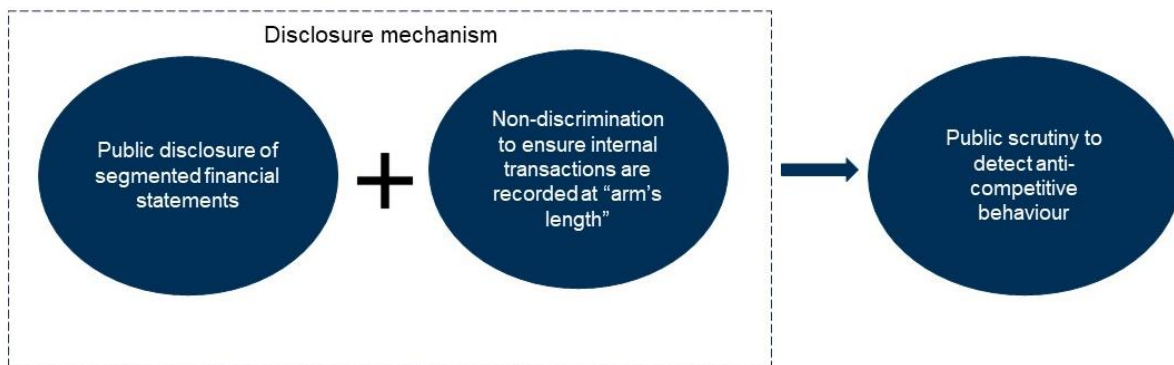 Disclosure mechanism
Public disclosure of
segmented financial
statements
+
Non-discrimination
to ensure internal
transactions are
recorded at “arm’s
length”
Public scrutiny to
detect anti-
competitive
behaviour